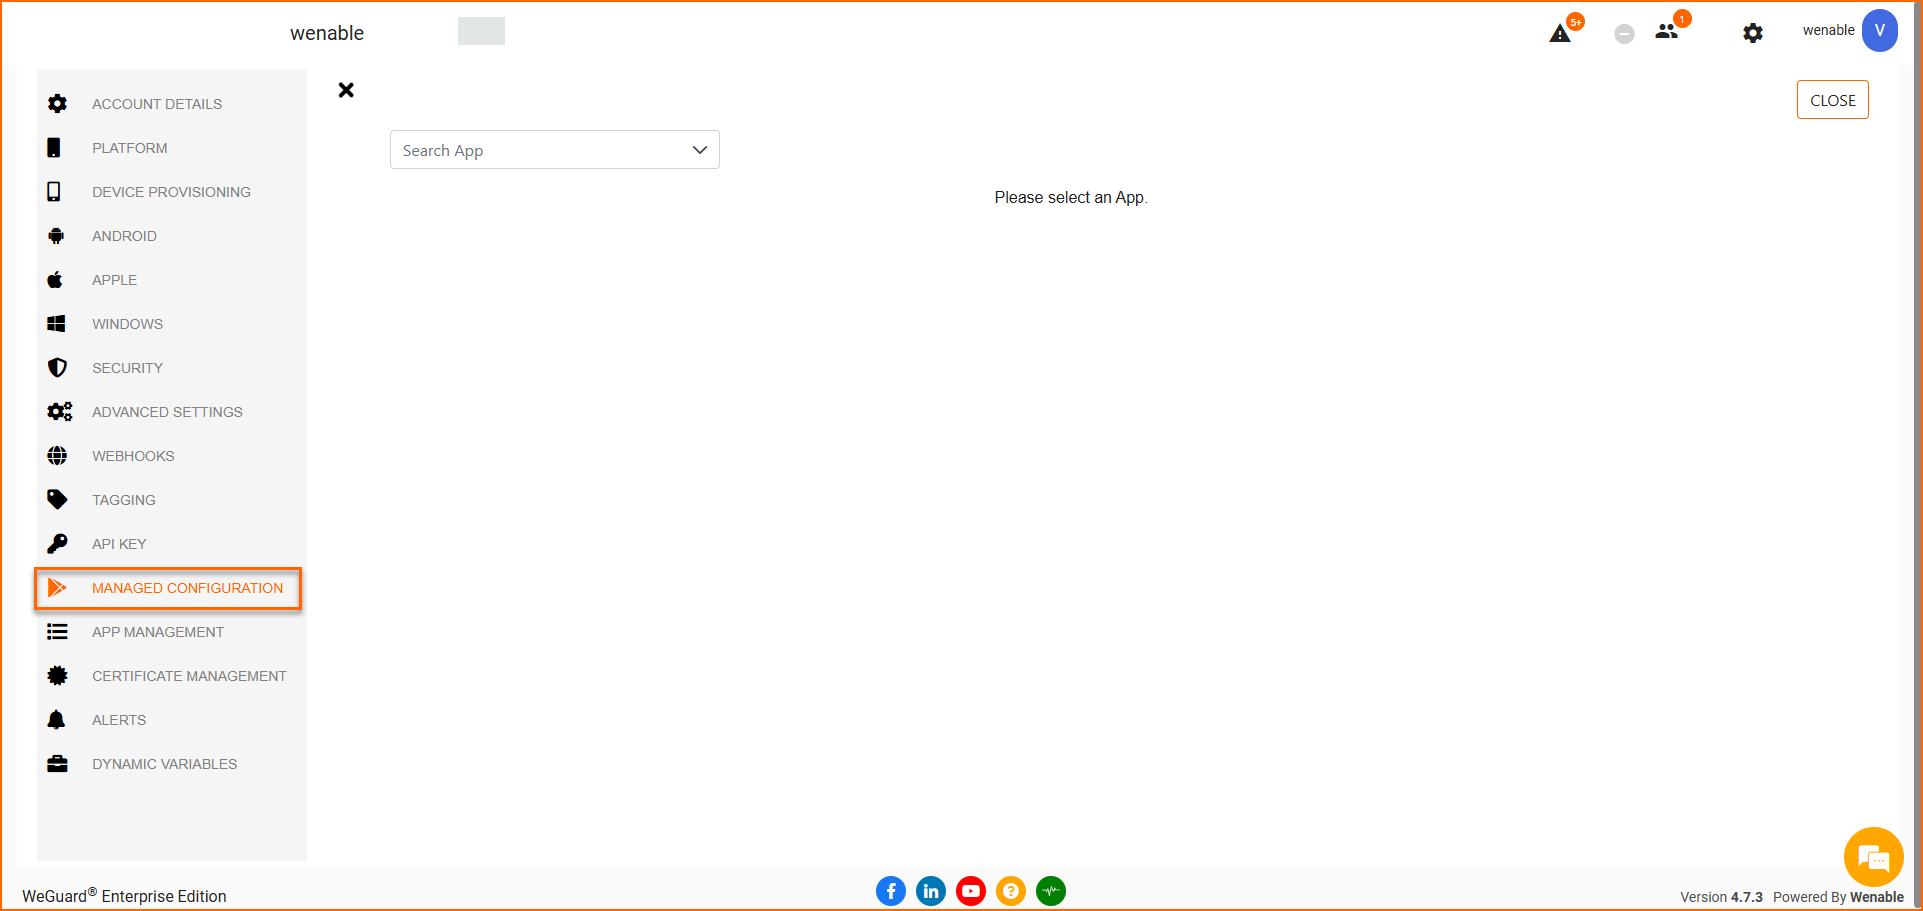 wenable
5+
1
wenable
V
ACCOUNT DETAILS
PLATFORM
DEVICE PROVISIONING
ANDROID
APPLE
WINDOWS
SECURITY
ADVANCED SETTINGS
WEBHOOKS
TAGGING
API KEY
MANAGED CONFIGURATION
APP MANAGEMENT
CERTIFICATE MANAGEMENT
ALERTS
DYNAMIC VARIABLES
CLOSE
Search App
Please select an App.
WeGuard® Enterprise Edition
f
in
?
Version 4.7.3 Powered By Wenable